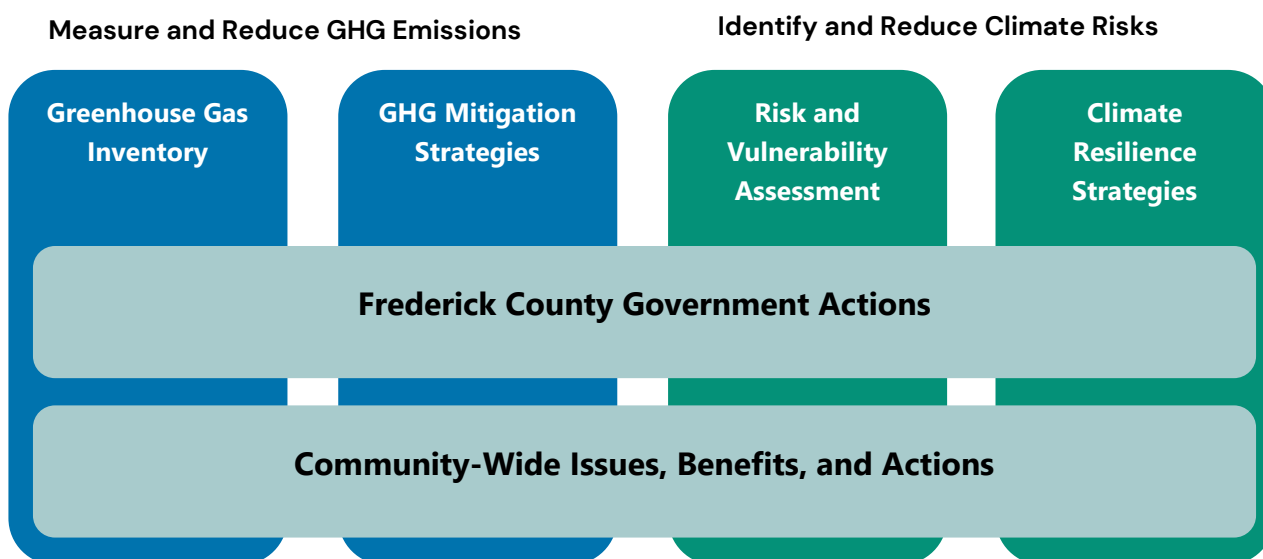 Measure and Reduce GHG Emissions
Identify and Reduce Climate Risks
Greenhouse Gas
Inventory
GHG Mitigation
Strategies
Risk and
Vulnerability
Assessment
Climate
Resilience
Strategies
Frederick County Government Actions
Community-Wide Issues, Benefits, and Actions